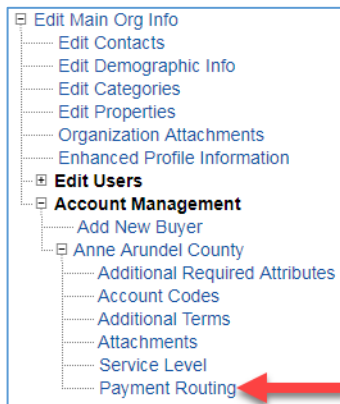 Edit Main Org Info
Edit Contacts
Edit Demographic Info
Edit Categories
Edit Properties
Organization Attachments
Enhanced Profile Information
Edit Users
Account Management
Add New Buyer
Anne Arundel County
Additional Required Attributes
Account Codes
Additional Terms
Attachments
Service Level
Payment Routing